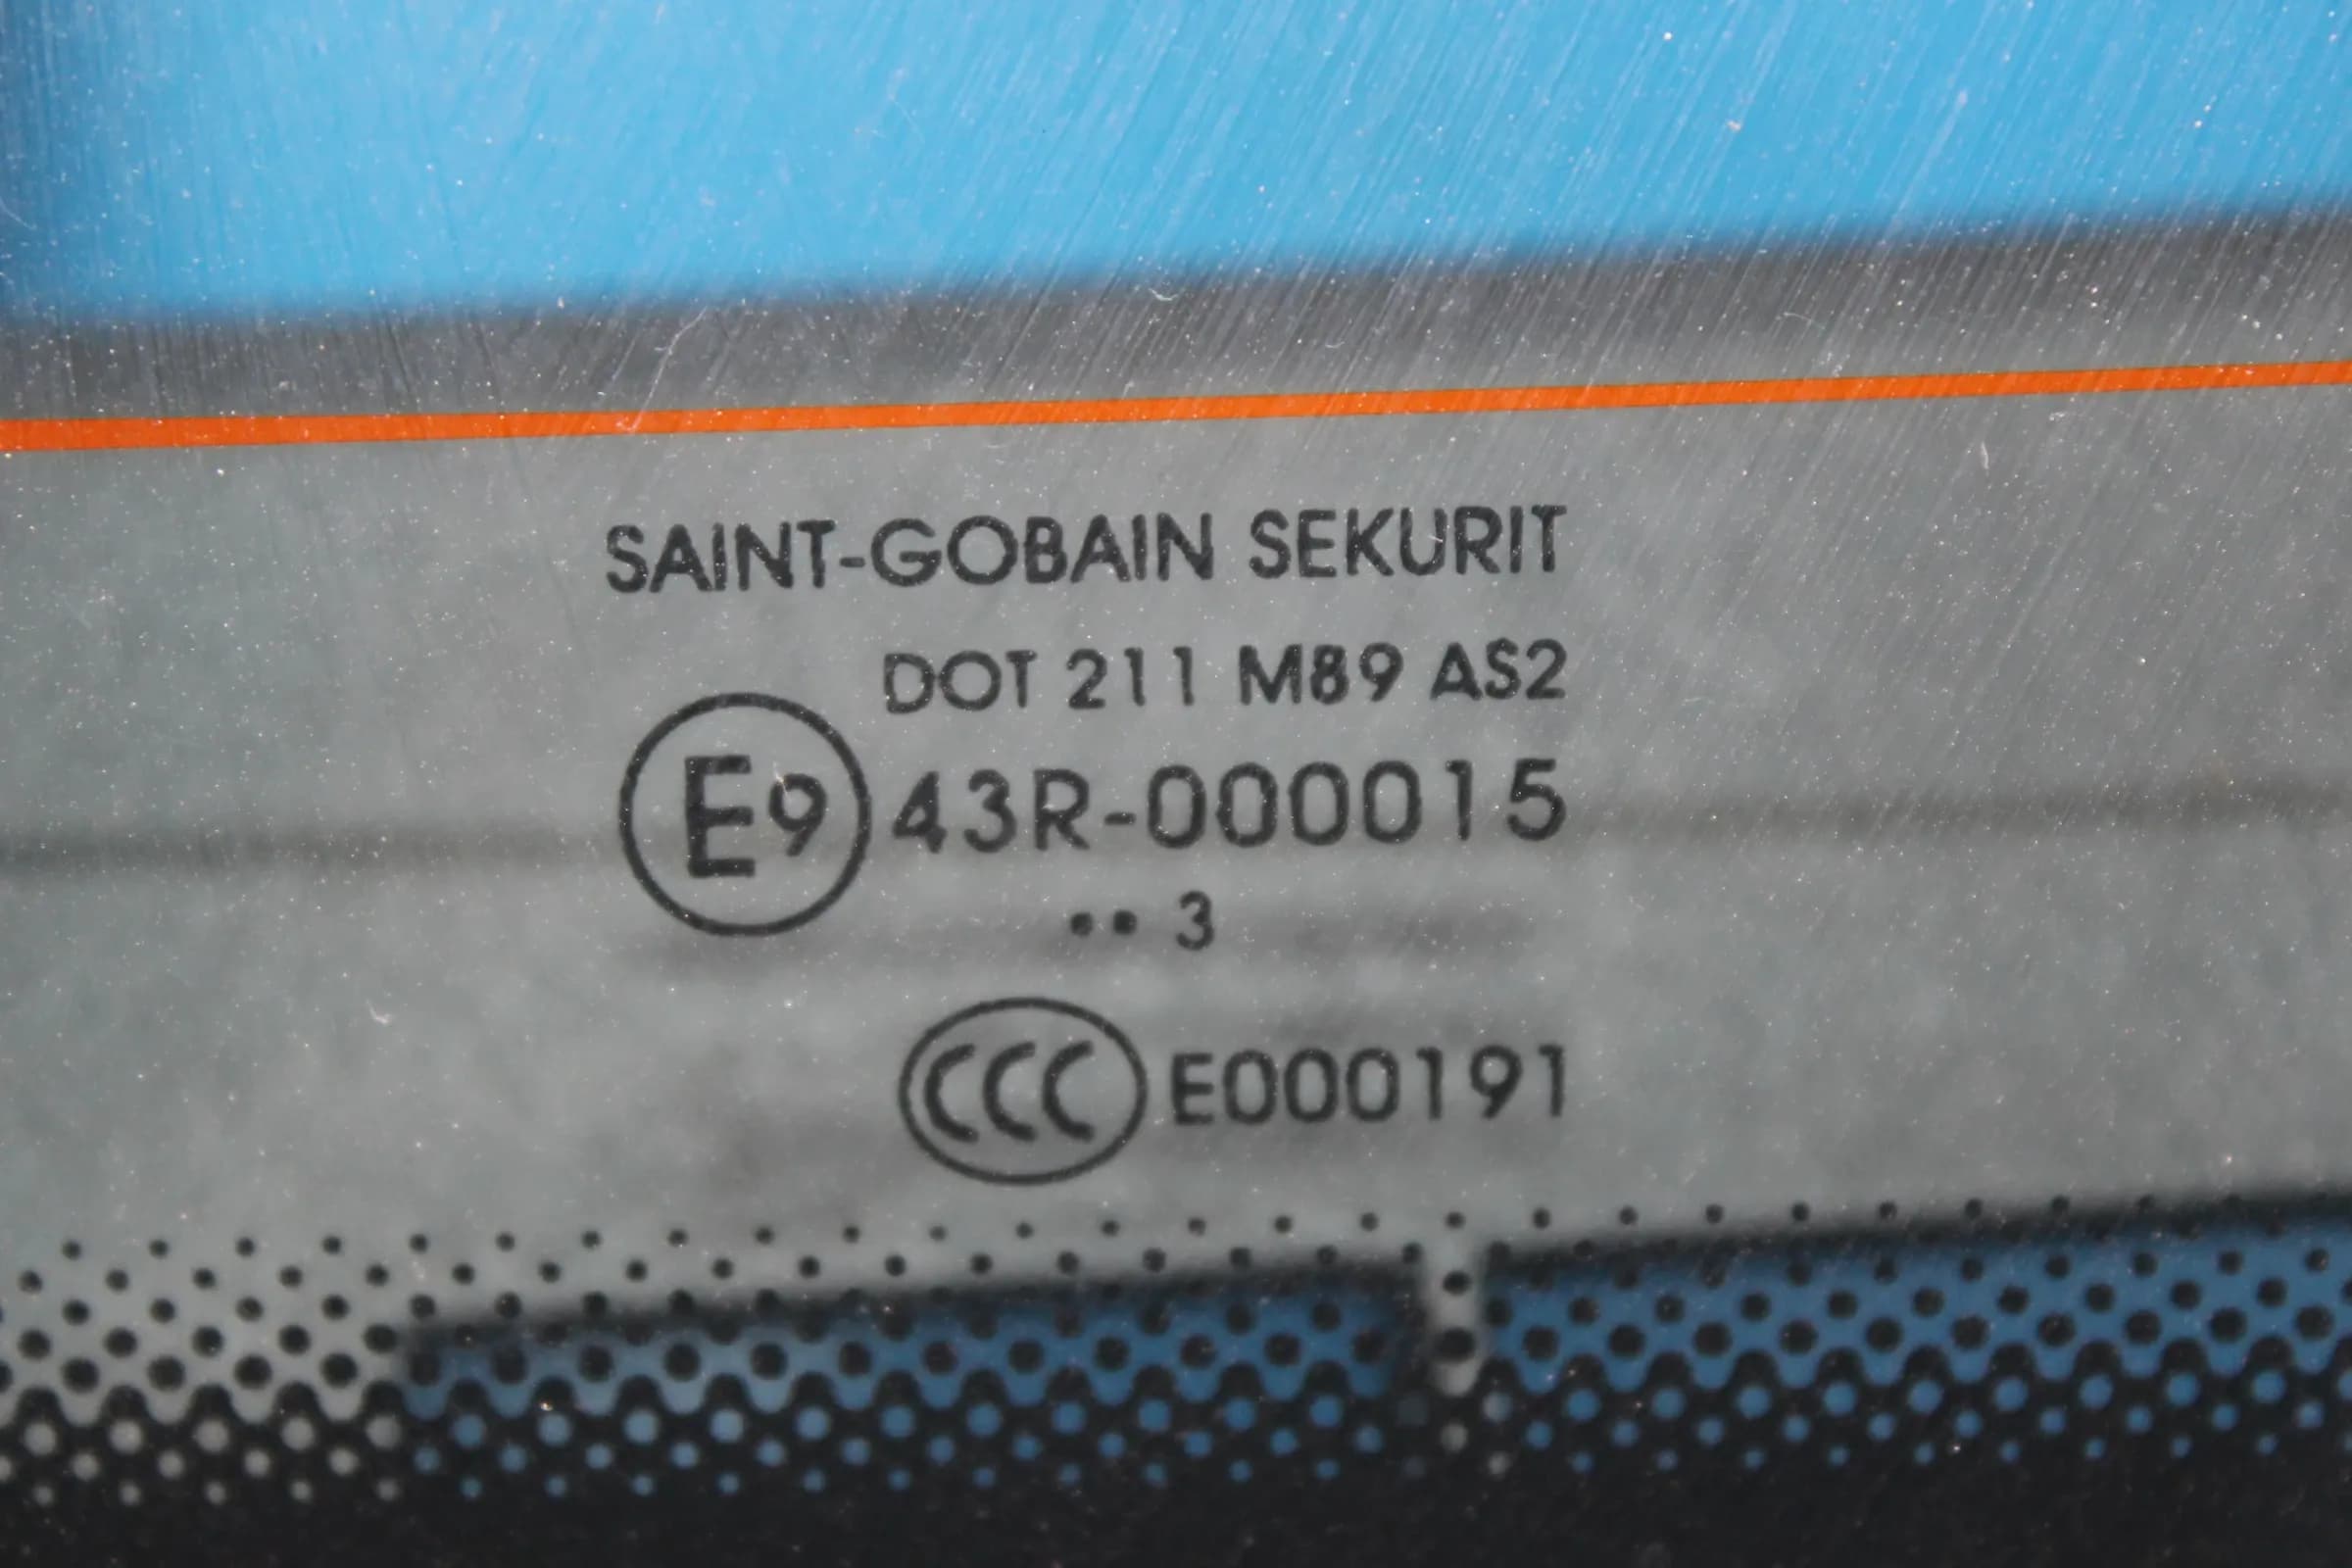 SAINT-GOBAIN SEKURIT
DOT 211 M89 AS2
E9 43R-000015
•• 3
CCC E000191